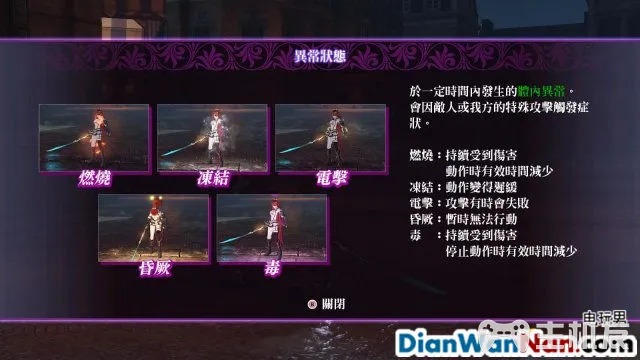 異常狀態
於一定時間內發生的體內異常。
會因敵人或我方的特殊攻擊觸發症
狀。
燃燒：持續受到傷害
動作時有效時間減少
凍結：動作變得遲緩
電擊：攻擊有時會失敗
昏厥：暫時無法行動
毒　：持續受到傷害
停止動作時有效時間減少
燃燒
凍結
電擊
昏厥
毒
關閉
电玩男
DianWanNan.com